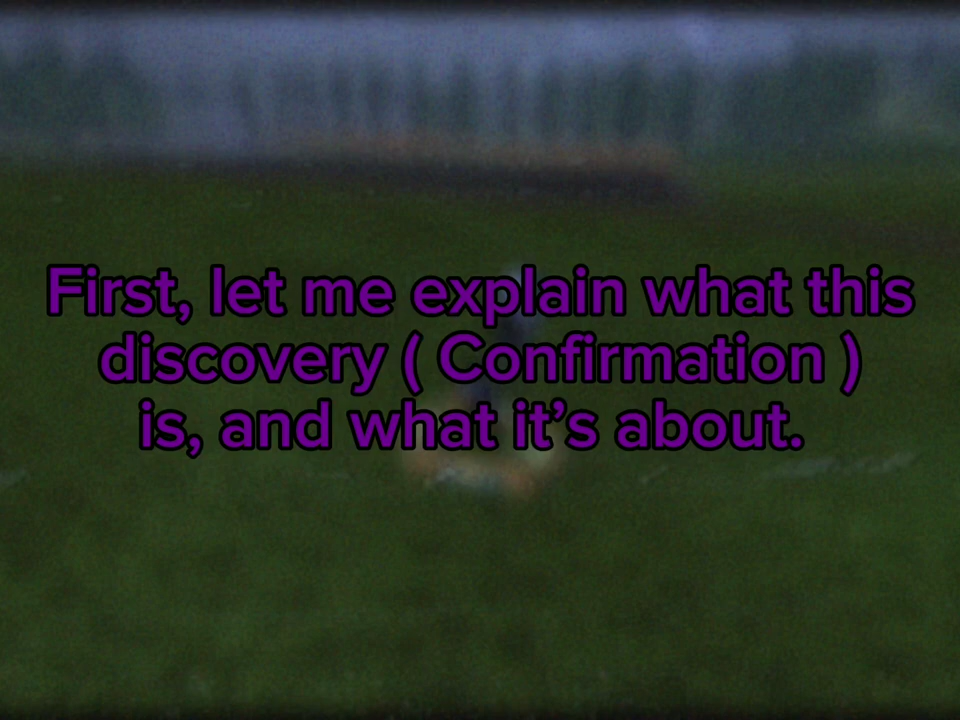 First, let me explain what this
discovery ( Confirmation )
is, and what it’s about.